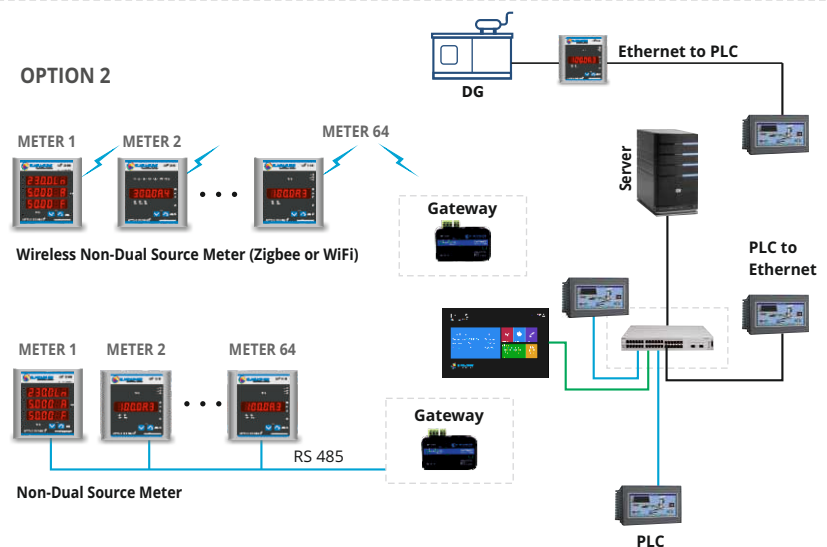 Ethernet to PLC
DG
OPTION 2
METER 1
METER 2
METER 64
Server
Gateway
PLC to
Ethernet
Wireless Non-Dual Source Meter (Zigbee or WiFi)
METER 1
METER 2
METER 64
Gateway
RS 485
Non-Dual Source Meter
PLC